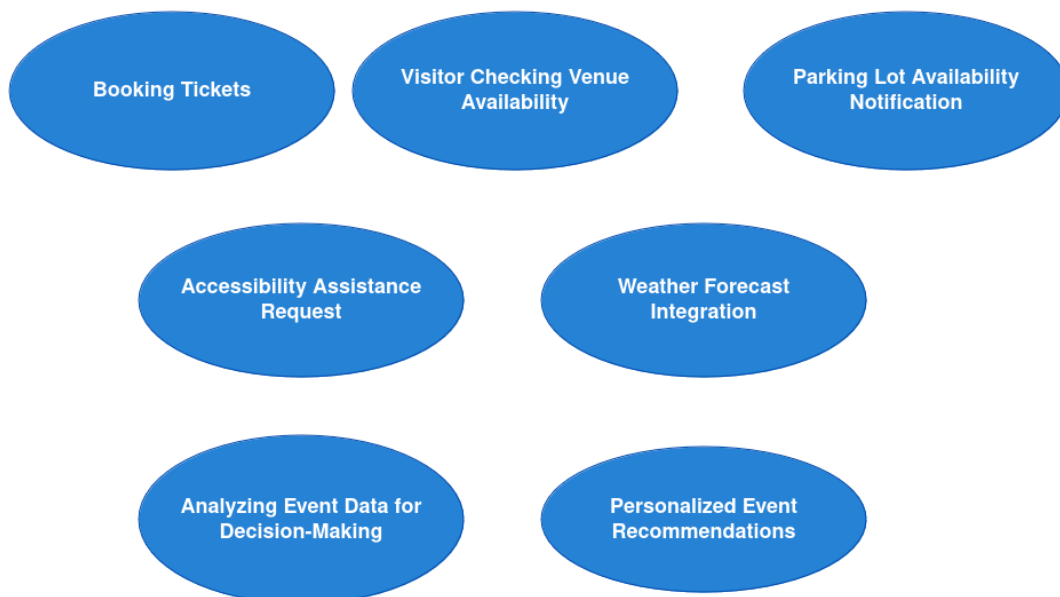 Booking Tickets
Visitor Checking Venue
Availability
Parking Lot Availability
Notification
Accessibility Assistance
Request
Weather Forecast
Integration
Analyzing Event Data for
Decision-Making
Personalized Event
Recommendations